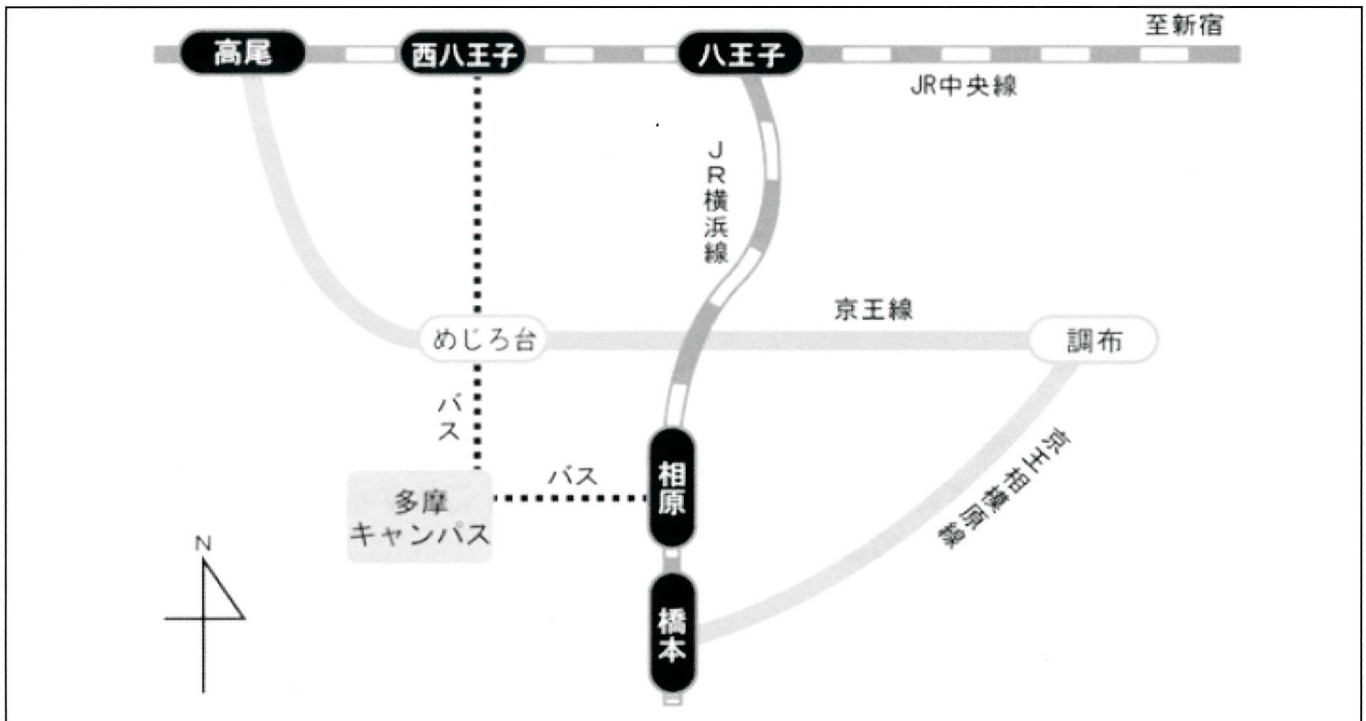 至新宿
高尾
西八王子
八王子
JR中央線
JR横浜線
京王線
めじろ台
調布
バス
京王相模原線
相原
バス
多摩
キャンパス
N
橋本